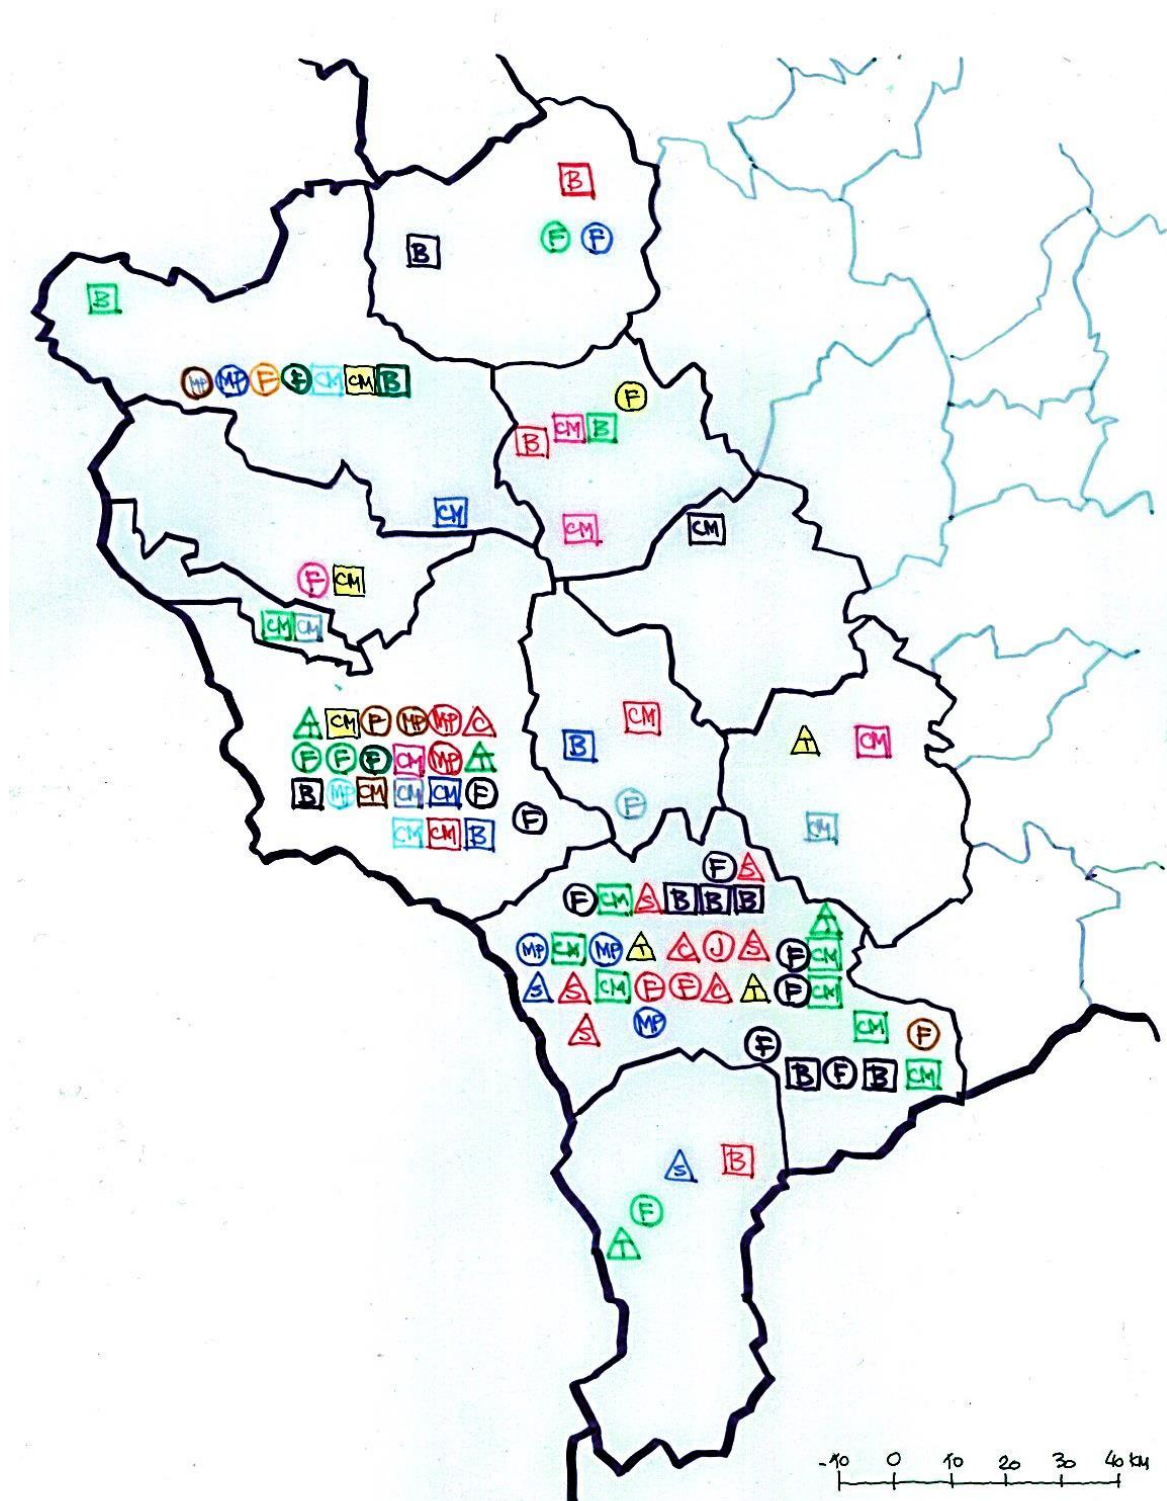 B
B
F F
B
MP MP F F CM CM B
F
B CM B
CM
CM
CM
F CM
CM CM
T CM F MP MP C
F F F CM MP T
B MP CM CM CM F
F
CM CM B
CM
B
F
T CM
CM
F S
F CM S B B B
T
MP CM MP T C J S F CM
S S CM F F C T F CM
S MP
CM F
F
B F B CM
S B
F
T
-10 0 10 20 30 40 KM